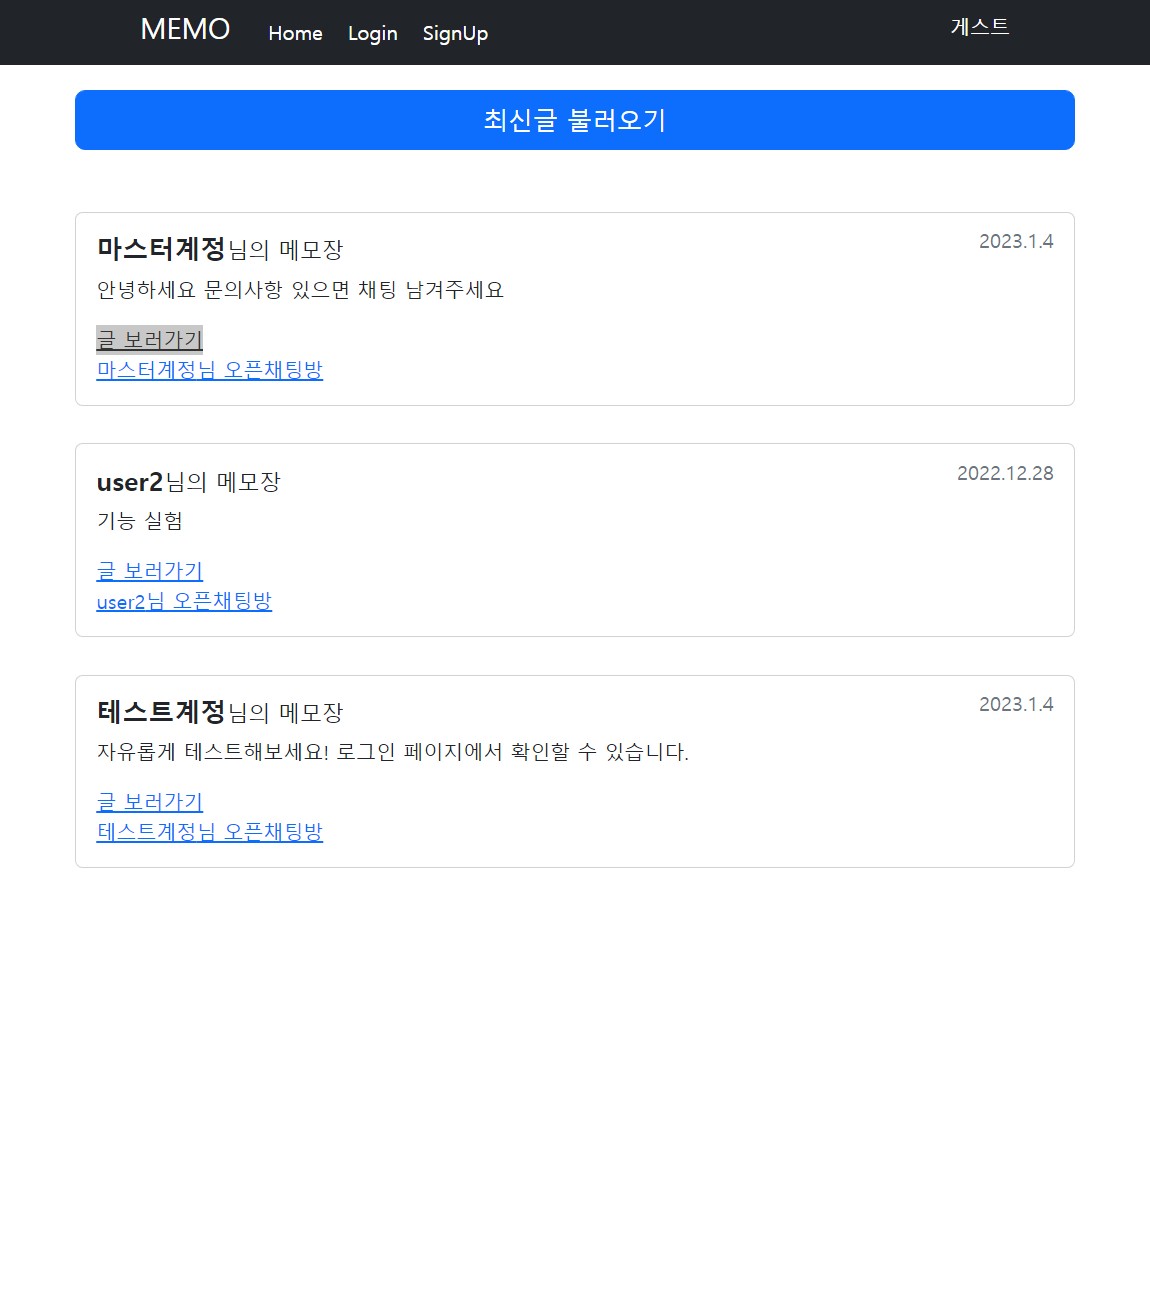 MEMO Home Login SignUp 게스트
최신글 불러오기
마스터계정님의 메모장 2023.1.4
안녕하세요 문의사항 있으면 채팅 남겨주세요
글 보러가기
마스터계정님 오픈채팅방
user2님의 메모장 2022.12.28
기능 실험
글 보러가기
user2님 오픈채팅방
테스트계정님의 메모장 2023.1.4
자유롭게 테스트해보세요! 로그인 페이지에서 확인할 수 있습니다.
글 보러가기
테스트계정님 오픈채팅방